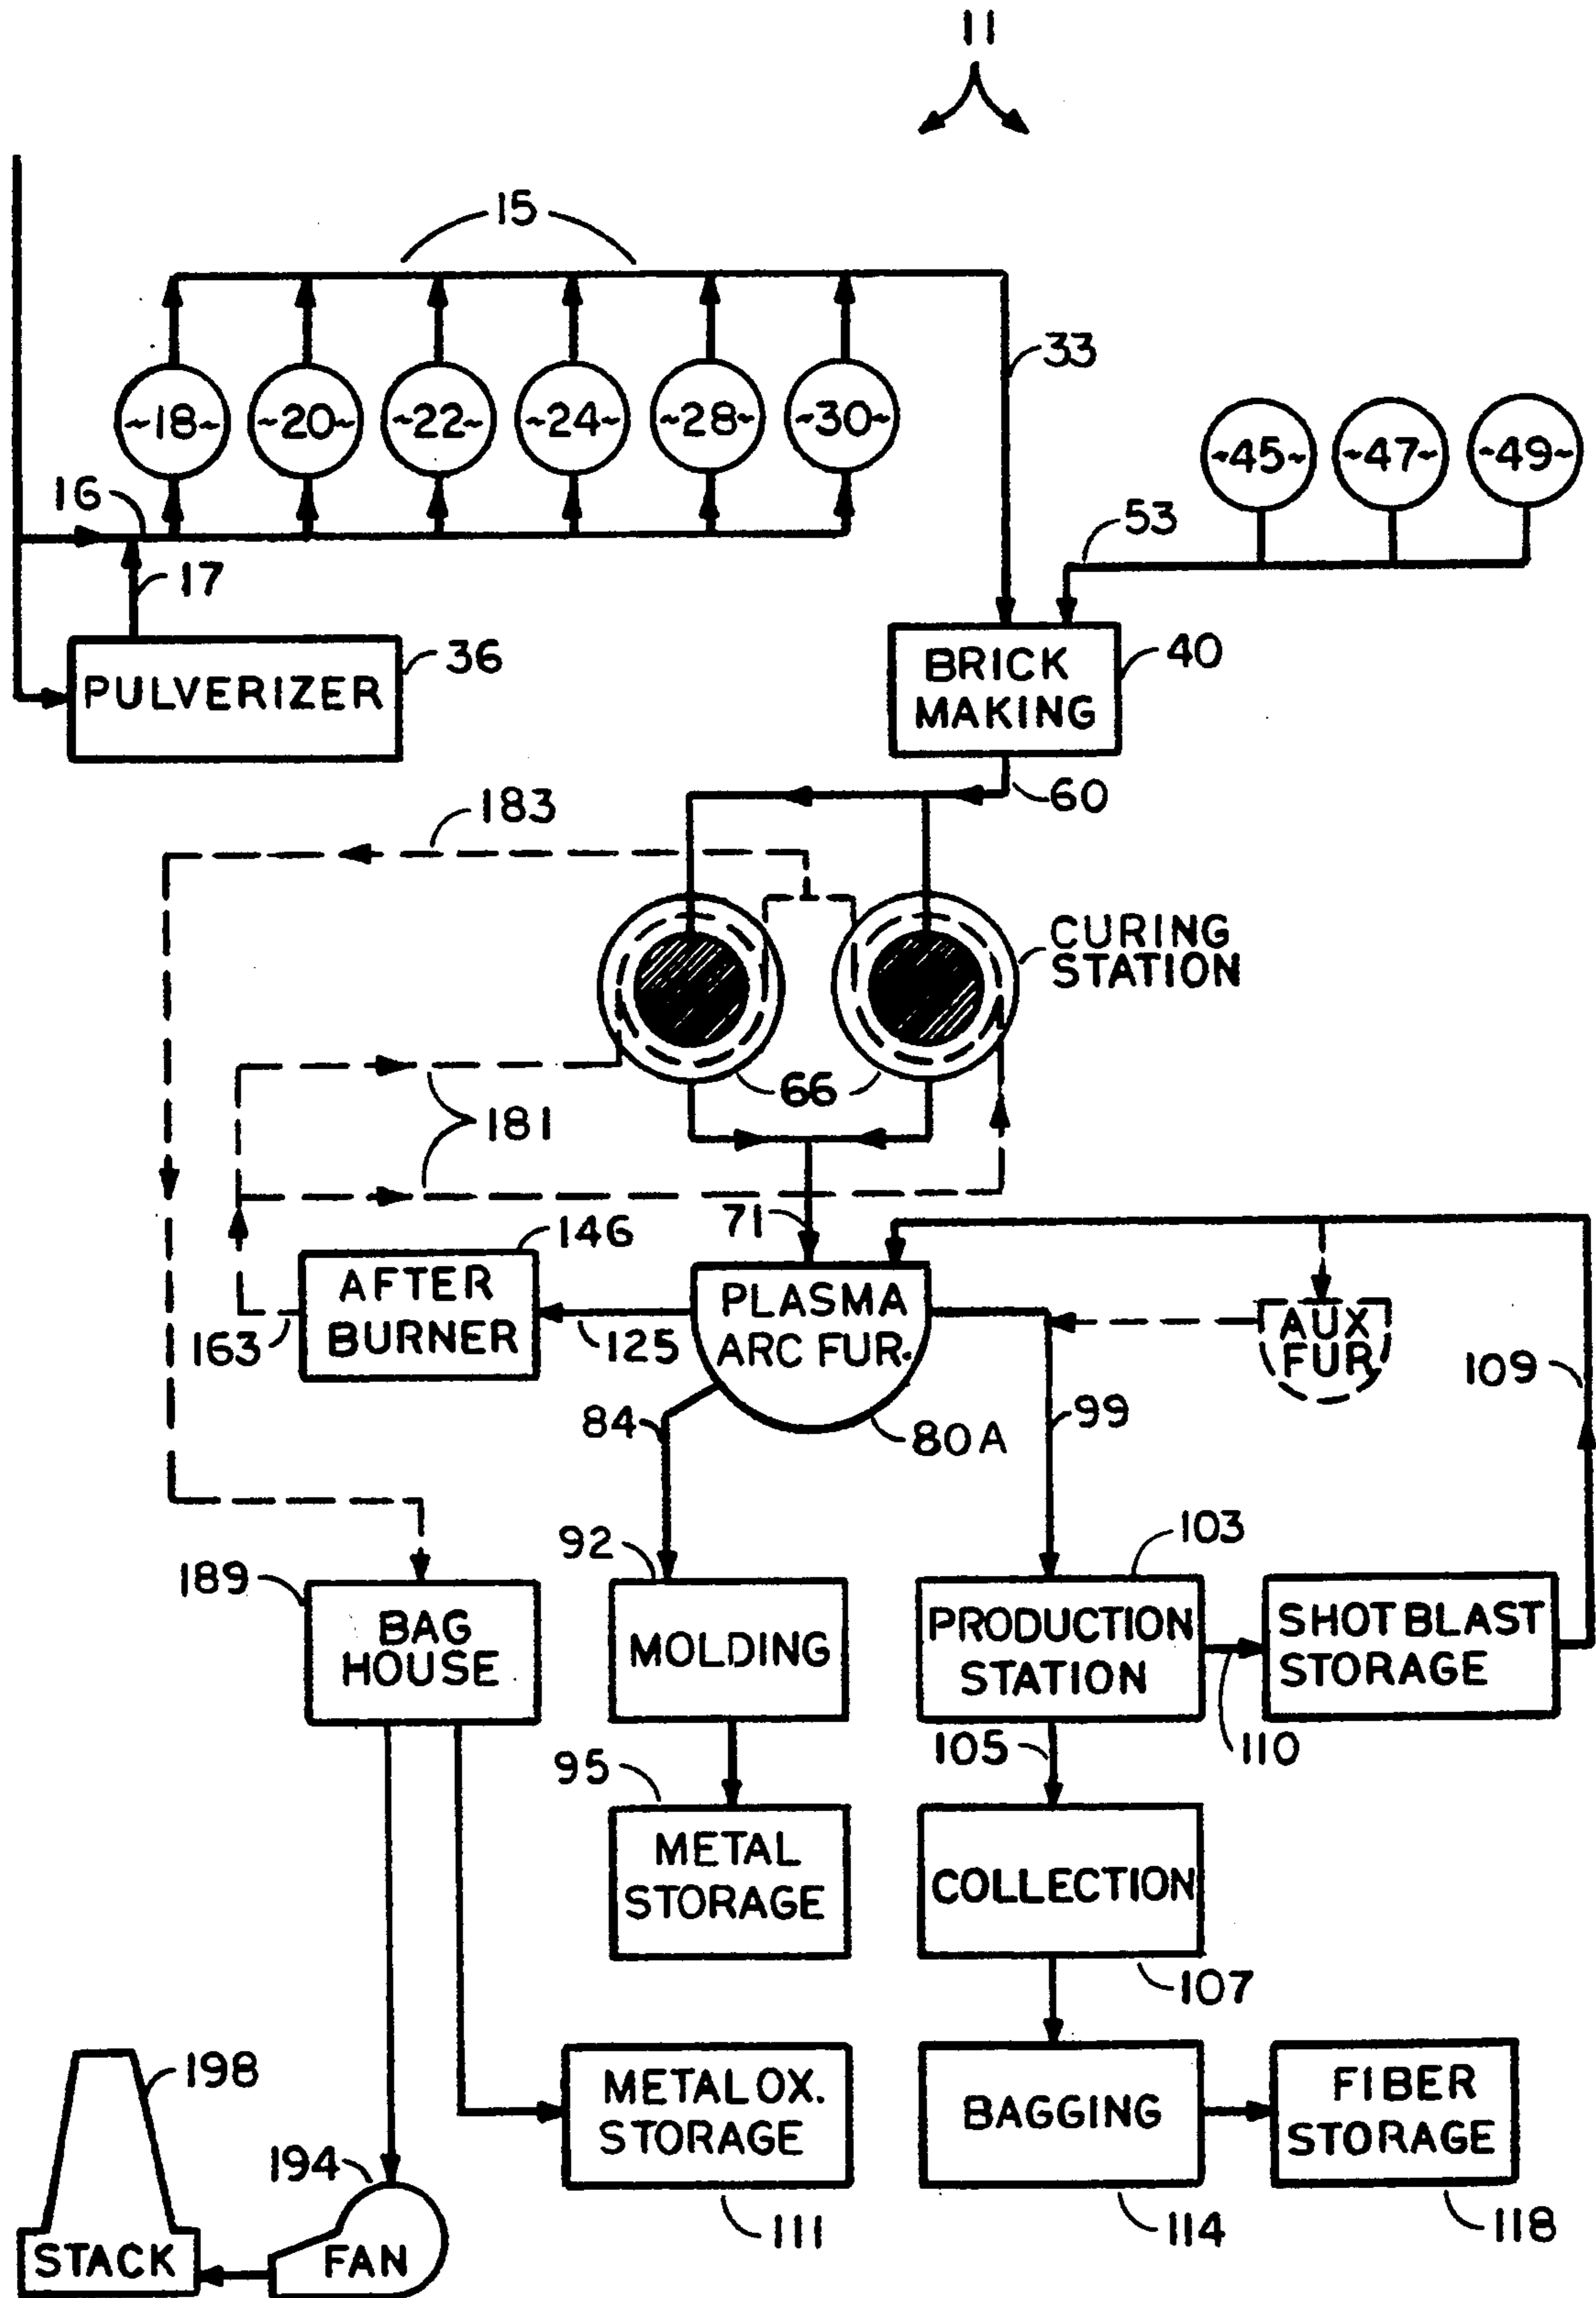 11
15
~18~ ~20~ ~22~ ~24~ ~28~ ~30~
33
~45~ ~47~ ~49~
16
53
17
PULVERIZER
36
BRICK
MAKING
40
60
183
CURING
STATION
66
181
71
146
AFTER
BURNER
163
125
PLASMA
ARC FUR.
80A
AUX
FUR
109
84
99
92
103
189
BAG
HOUSE
MOLDING
PRODUCTION
STATION
SHOT BLAST
STORAGE
95
105
110
METAL
STORAGE
COLLECTION
107
198
METAL OX.
STORAGE
BAGGING
FIBER
STORAGE
194
111
114
118
STACK
FAN